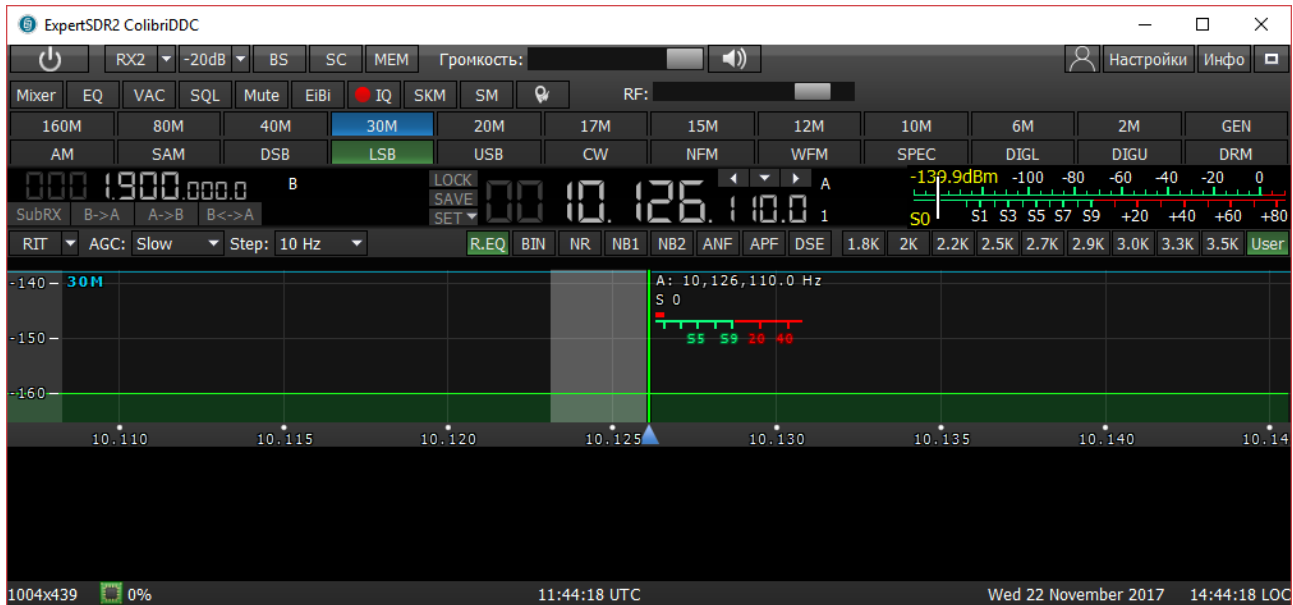 ExpertSDR2 ColibriDDC
RX2 -20dB BS SC MEM Громкость: Настройки Инфо
Mixer EQ VAC SQL Mute EiBi IQ SKM SM RF:
160M 80M 40M 30M 20M 17M 15M 12M 10M 6M 2M GEN
AM SAM DSB LSB USB CW NFM WFM SPEC DIGL DIGU DRM
1.900.000.0 B LOCK SAVE SET 10.126.110.0 A 1 -139.9dBm -100 -80 -60 -40 -20 0
SubRX B->A A->B B<->A S0 S1 S3 S5 S7 S9 +20 +40 +60 +80
RIT AGC: Slow Step: 10 Hz R.EQ BIN NR NB1 NB2 ANF APF DSE 1.8K 2K 2.2K 2.5K 2.7K 2.9K 3.0K 3.3K 3.5K User
-140 30M A: 10,126,110.0 Hz
S 0
-150 S5 S9 20 40
-160
10.110 10.115 10.120 10.125 10.130 10.135 10.140 10.14
1004x439 0% 11:44:18 UTC Wed 22 November 2017 14:44:18 LOC